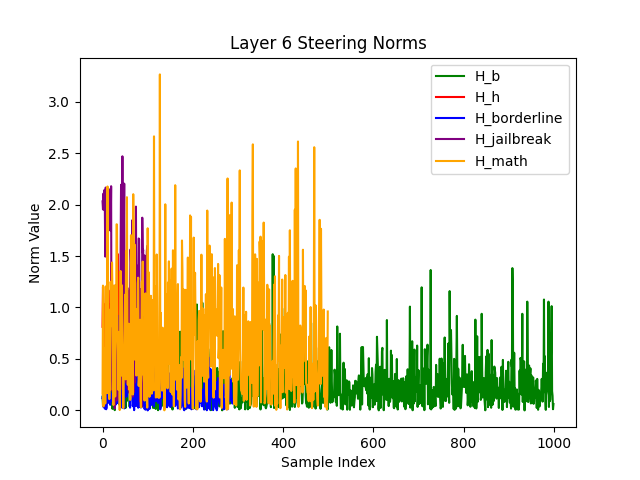 Layer 6 Steering Norms
Norm Value
3.0
2.5
2.0
1.5
1.0
0.5
0.0
H_b
H_h
H_borderline
H_jailbreak
H_math
0 200 400 600 800 1000
Sample Index